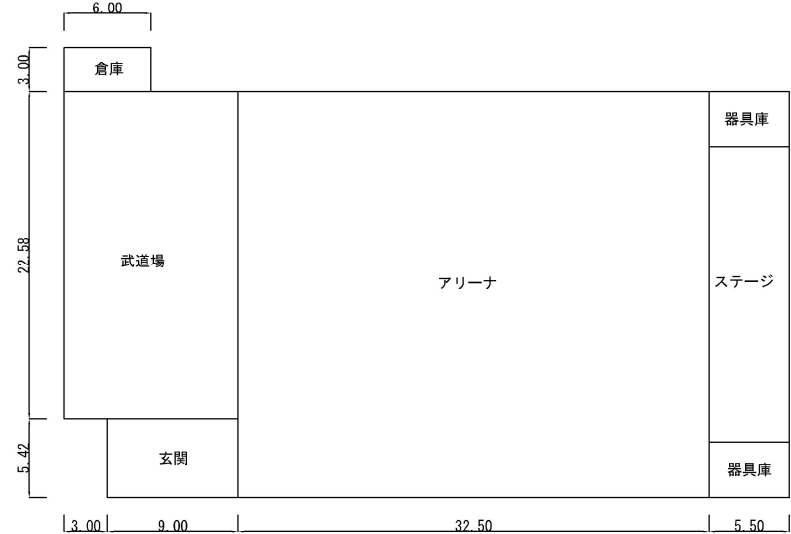 6.00
3.00
倉庫
器具庫
22.58
武道場
アリーナ
ステージ
5.42
玄関
器具庫
3.00
9.00
32.50
5.50